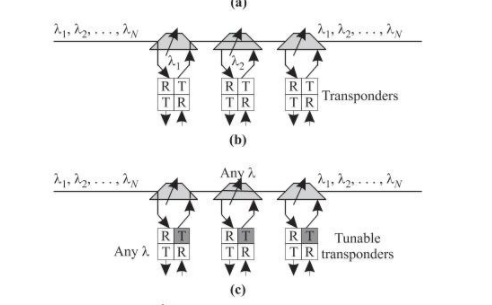 (a)
λ1, λ2, . . . , λN λ1, λ2, . . . , λN
λ1 λ2
R T R T R T
T R T R T R
Transponders
(b)
Any λ
λ1, λ2, . . . , λN λ1, λ2, . . . , λN
R T R T R T
Any λ T R T R T R
Tunable
transponders
(c)